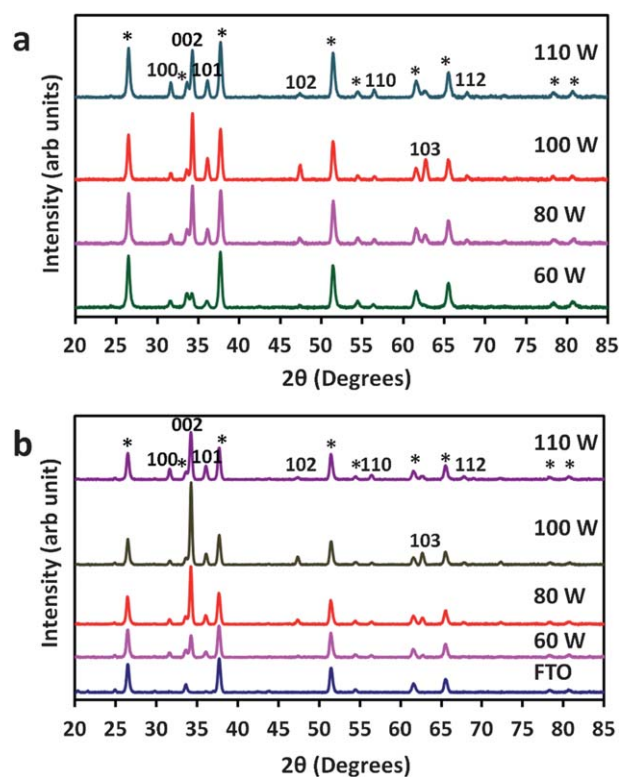 a
Intensity (arb units)
* 002 * *
100 * 101 102 * 110 * * 112 * *
110 W
103
100 W
80 W
60 W
20 25 30 35 40 45 50 55 60 65 70 75 80 85
2θ (Degrees)
b
Intensity (arb unit)
002
* * *
100 * 101 102 * 110 * * 112 * *
110 W
103
100 W
80 W
60 W
FTO
20 25 30 35 40 45 50 55 60 65 70 75 80 85
2θ (Degrees)